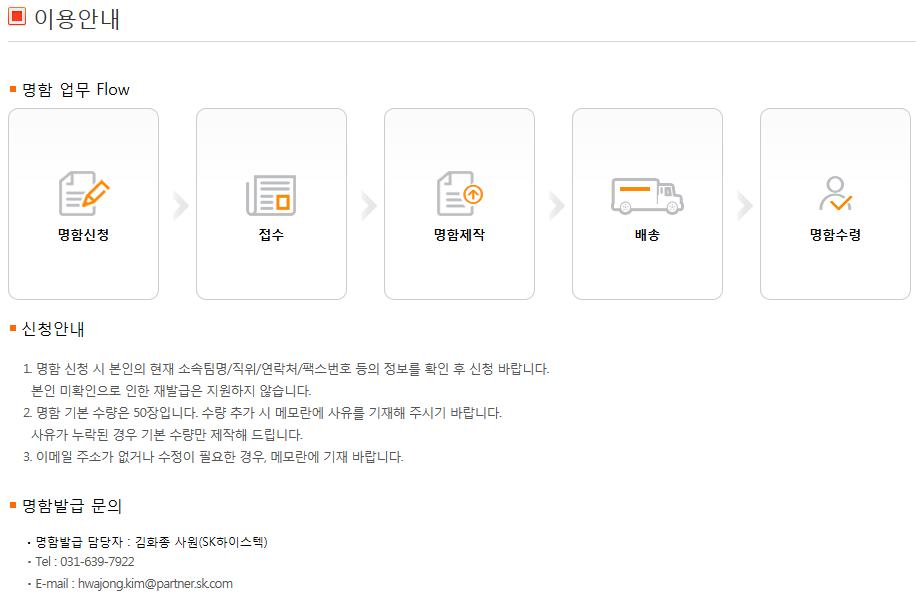 이용안내
명함 업무 Flow
명함신청
접수
명함제작
배송
명함수령
신청안내
1. 명함 신청 시 본인의 현재 소속팀명/직위/연락처/팩스번호 등의 정보를 확인 후 신청 바랍니다.
본인 미확인으로 인한 재발급은 지원하지 않습니다.
2. 명함 기본 수량은 50장입니다. 수량 추가 시 메모란에 사유를 기재해 주시기 바랍니다.
사유가 누락된 경우 기본 수량만 제작해 드립니다.
3. 이메일 주소가 없거나 수정이 필요한 경우, 메모란에 기재 바랍니다.
명함발급 문의
· 명함발급 담당자 : 김화종 사원(SK하이스텍)
· Tel : 031-639-7922
· E-mail : hwajong.kim@partner.sk.com